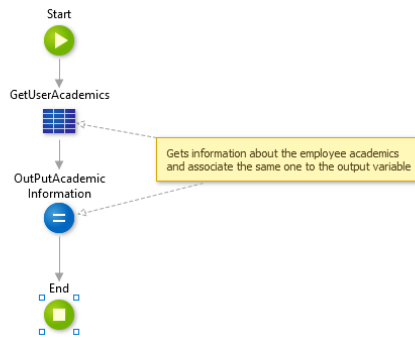 Start
GetUserAcademics
Gets information about the employee academics
and associate the same one to the output variable
OutPutAcademic
Information
End